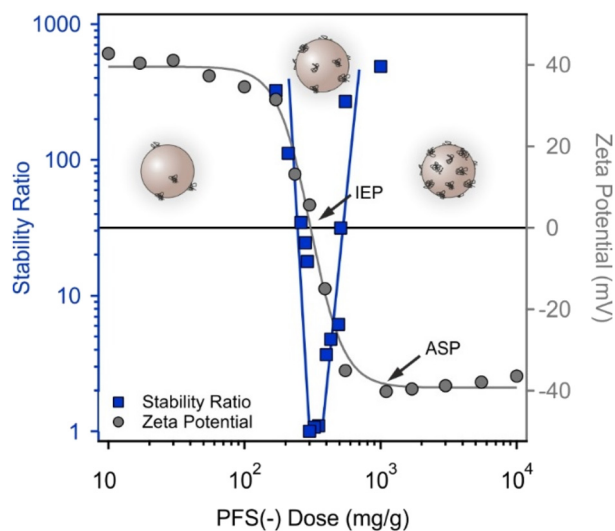 1000
100
10
1
Stability Ratio
40
20
0
-20
-40
Zeta Potential (mV)
IEP
ASP
Stability Ratio
Zeta Potential
10
10²
10³
10⁴
PFS(-) Dose (mg/g)